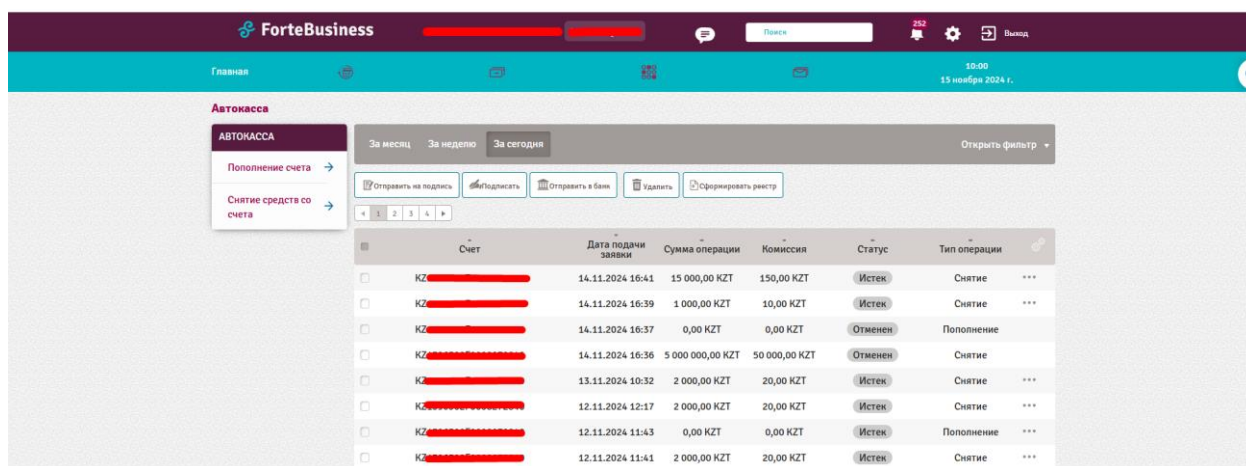 ForteBusiness
Поиск
252
Выход
Главная
10:00
15 ноября 2024 г.
Автокасса
АВТОКАССА
Пополнение счета
Снятие средств со
счета
За месяц За неделю За сегодня Открыть фильтр
Отправить на подпись Подписать Отправить в банк Удалить Сформировать реестр
1 2 3 4
Счет Дата подачи заявки Сумма операции Комиссия Статус Тип операции
KZ 14.11.2024 16:41 15 000,00 KZT 150,00 KZT Истек Снятие
KZ 14.11.2024 16:39 1 000,00 KZT 10,00 KZT Истек Снятие
KZ 14.11.2024 16:37 0,00 KZT 0,00 KZT Отменен Пополнение
KZ 14.11.2024 16:36 5 000 000,00 KZT 50 000,00 KZT Отменен Снятие
KZ 13.11.2024 10:32 2 000,00 KZT 20,00 KZT Истек Снятие
KZ 12.11.2024 12:17 2 000,00 KZT 20,00 KZT Истек Снятие
KZ 12.11.2024 11:43 0,00 KZT 0,00 KZT Истек Пополнение
KZ 12.11.2024 11:41 2 000,00 KZT 20,00 KZT Истек Снятие